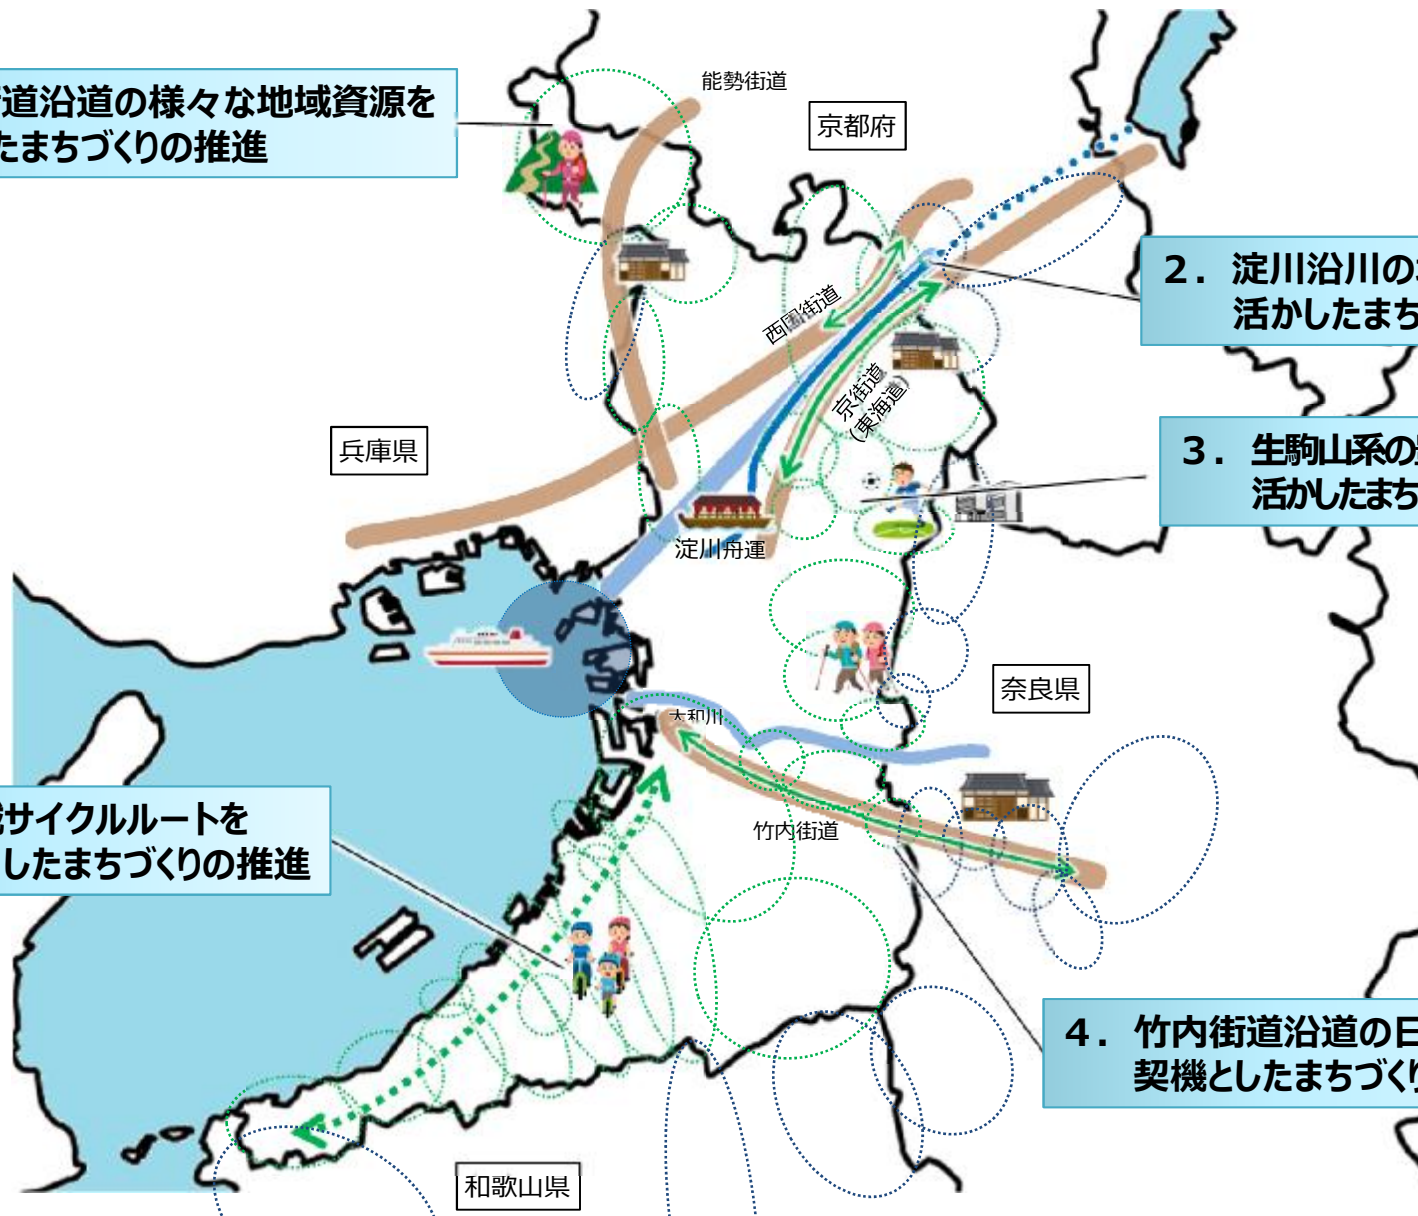 道沿道の様々な地域資源を
たまちづくりの推進
能勢街道
京都府
2．淀川沿川の
活かしたまち
西国街道
京街道
（東海道）
兵庫県
3．生駒山系の
活かしたまち
淀川舟運
奈良県
大和川
サイクルルートを
したまちづくりの推進
竹内街道
4．竹内街道沿道の日
契機としたまちづくり
和歌山県